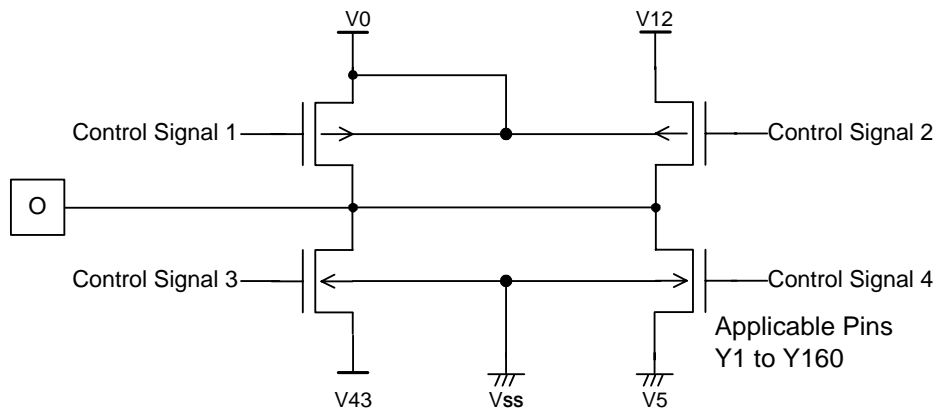 V0 V12
Control Signal 1 Control Signal 2
O
Control Signal 3 Control Signal 4
Applicable Pins
Y1 to Y160
V43 Vss V5